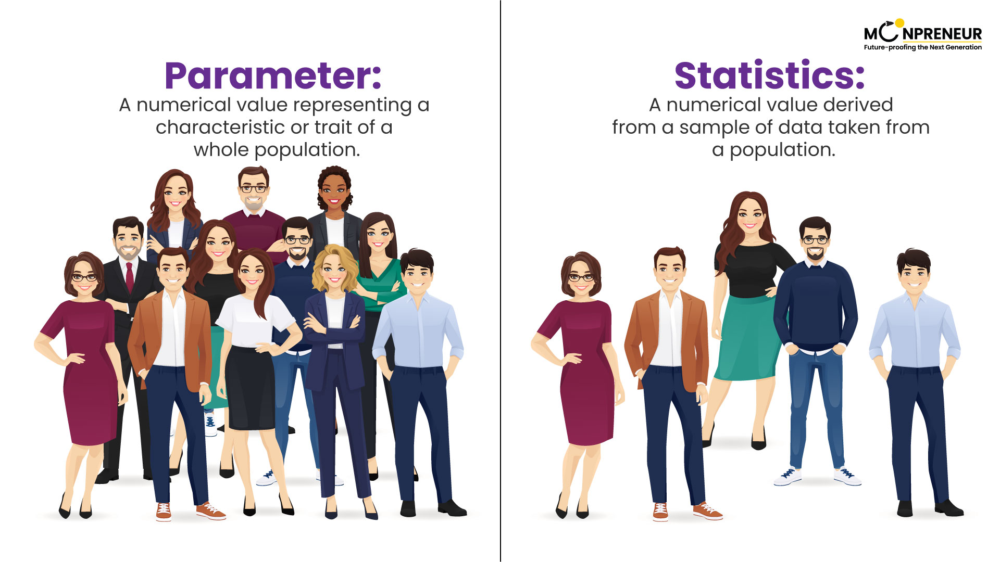 Parameter:
A numerical value representing a
characteristic or trait of a
whole population.
MOONPRENEUR
Future-proofing the Next Generation
Statistics:
A numerical value derived
from a sample of data taken from
a population.